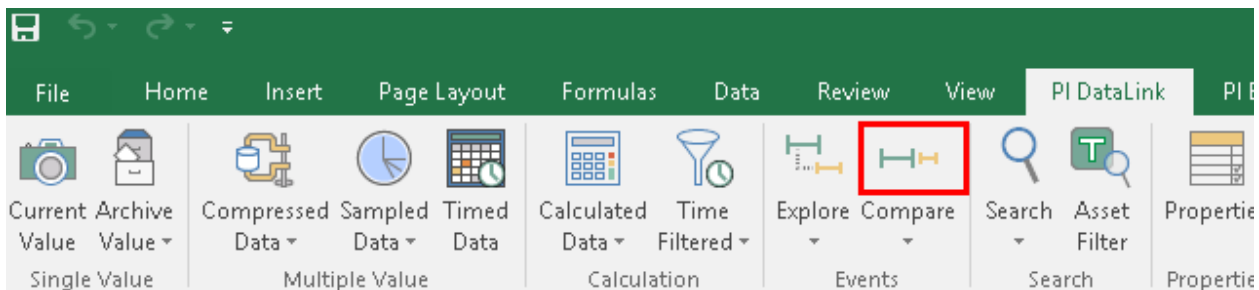 File Home Insert Page Layout Formulas Data Review View PI DataLink PI
Current Value
Archive Value
Compressed Data
Sampled Data
Timed Data
Calculated Data
Time Filtered
Explore
Compare
Search
T
Asset Filter
Single Value Multiple Value Calculation Events Search